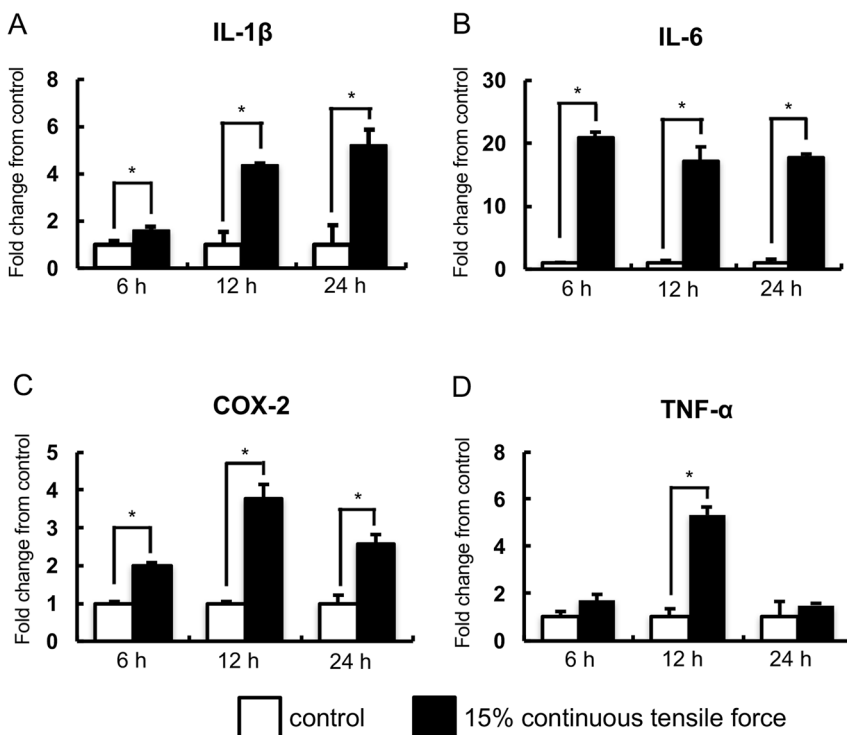 A
IL-1β
Fold change from control
8
6
4
2
0
*
*
*
6 h
12 h
24 h
B
IL-6
Fold change from control
30
20
10
0
*
*
*
6 h
12 h
24 h
C
COX-2
Fold change from control
5
4
3
2
1
0
*
*
*
6 h
12 h
24 h
D
TNF-α
Fold change from control
8
6
4
2
0
*
6 h
12 h
24 h
control
15% continuous tensile force